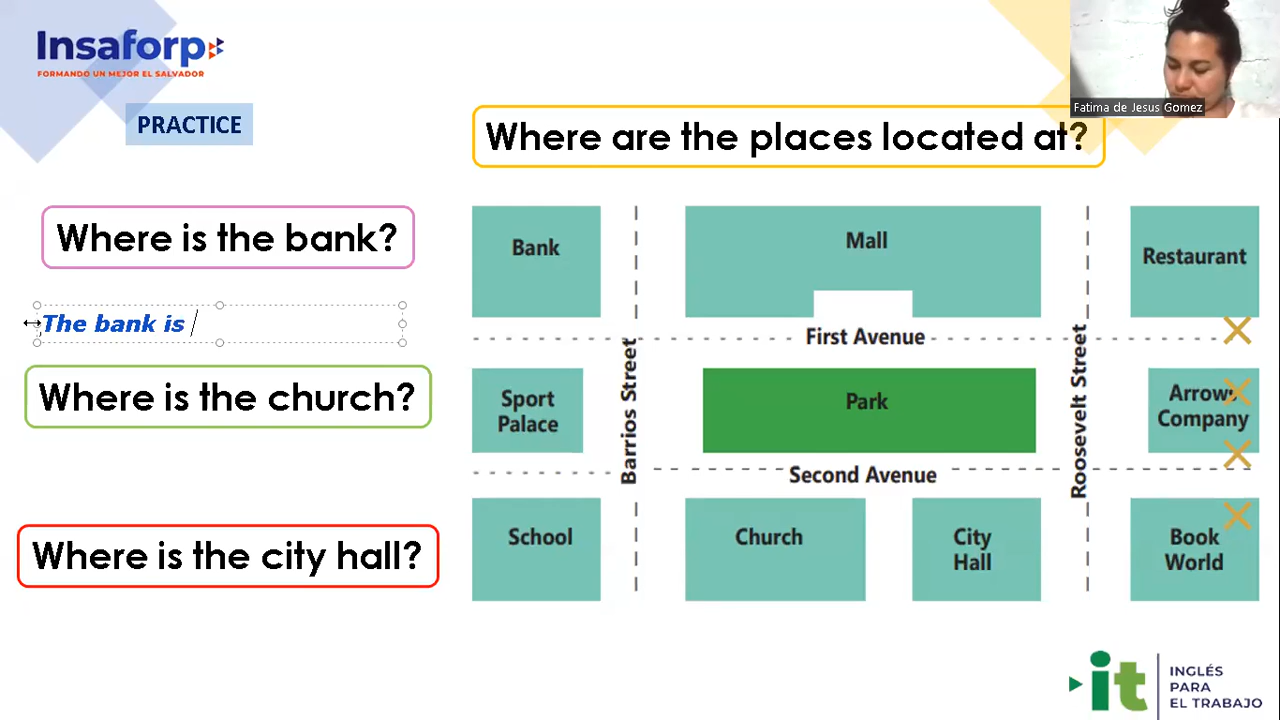 Insaforp
FORMANDO UN MEJOR EL SALVADOR
PRACTICE
Fatima de Jesus Gomez
Where are the places located at?
Where is the bank?
The bank is
Where is the church?
Where is the city hall?
Bank
Mall
Restaurant
First Avenue
Barrios Street
Roosevelt Street
Sport
Palace
Park
Arrows
Company
Second Avenue
School
Church
City
Hall
Book
World
it
INGLÉS
PARA
EL TRABAJO